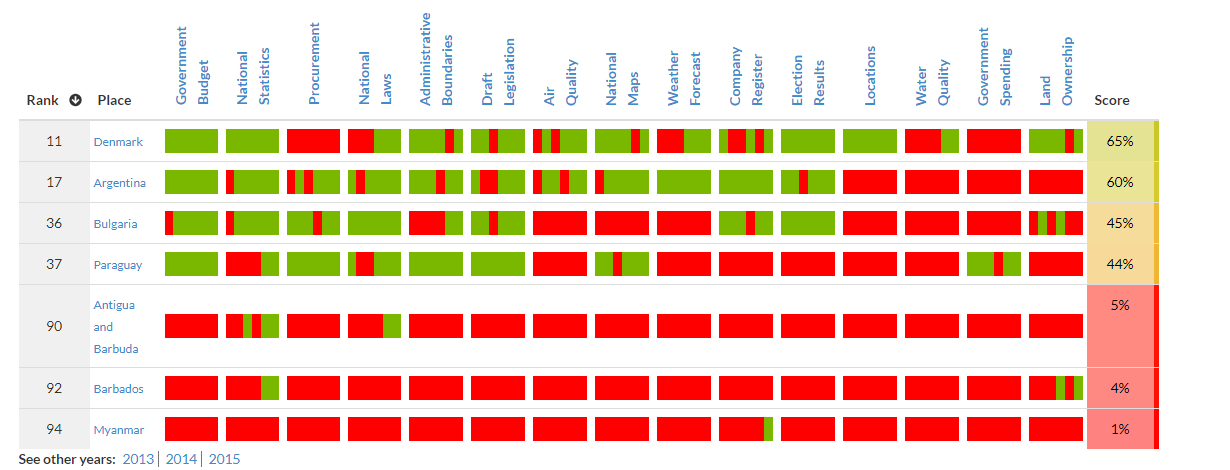 Rank
Place
Government
Budget
National
Statistics
Procurement
National
Laws
Administrative
Boundaries
Draft
Legislation
Air
Quality
National
Maps
Weather
Forecast
Company
Register
Election
Results
Locations
Water
Quality
Government
Spending
Land
Ownership
Score
11 Denmark 65%
17 Argentina 60%
36 Bulgaria 45%
37 Paraguay 44%
90 Antigua 5%
and
Barbuda
92 Barbados 4%
94 Myanmar 1%
See other years: 2013| 2014| 2015